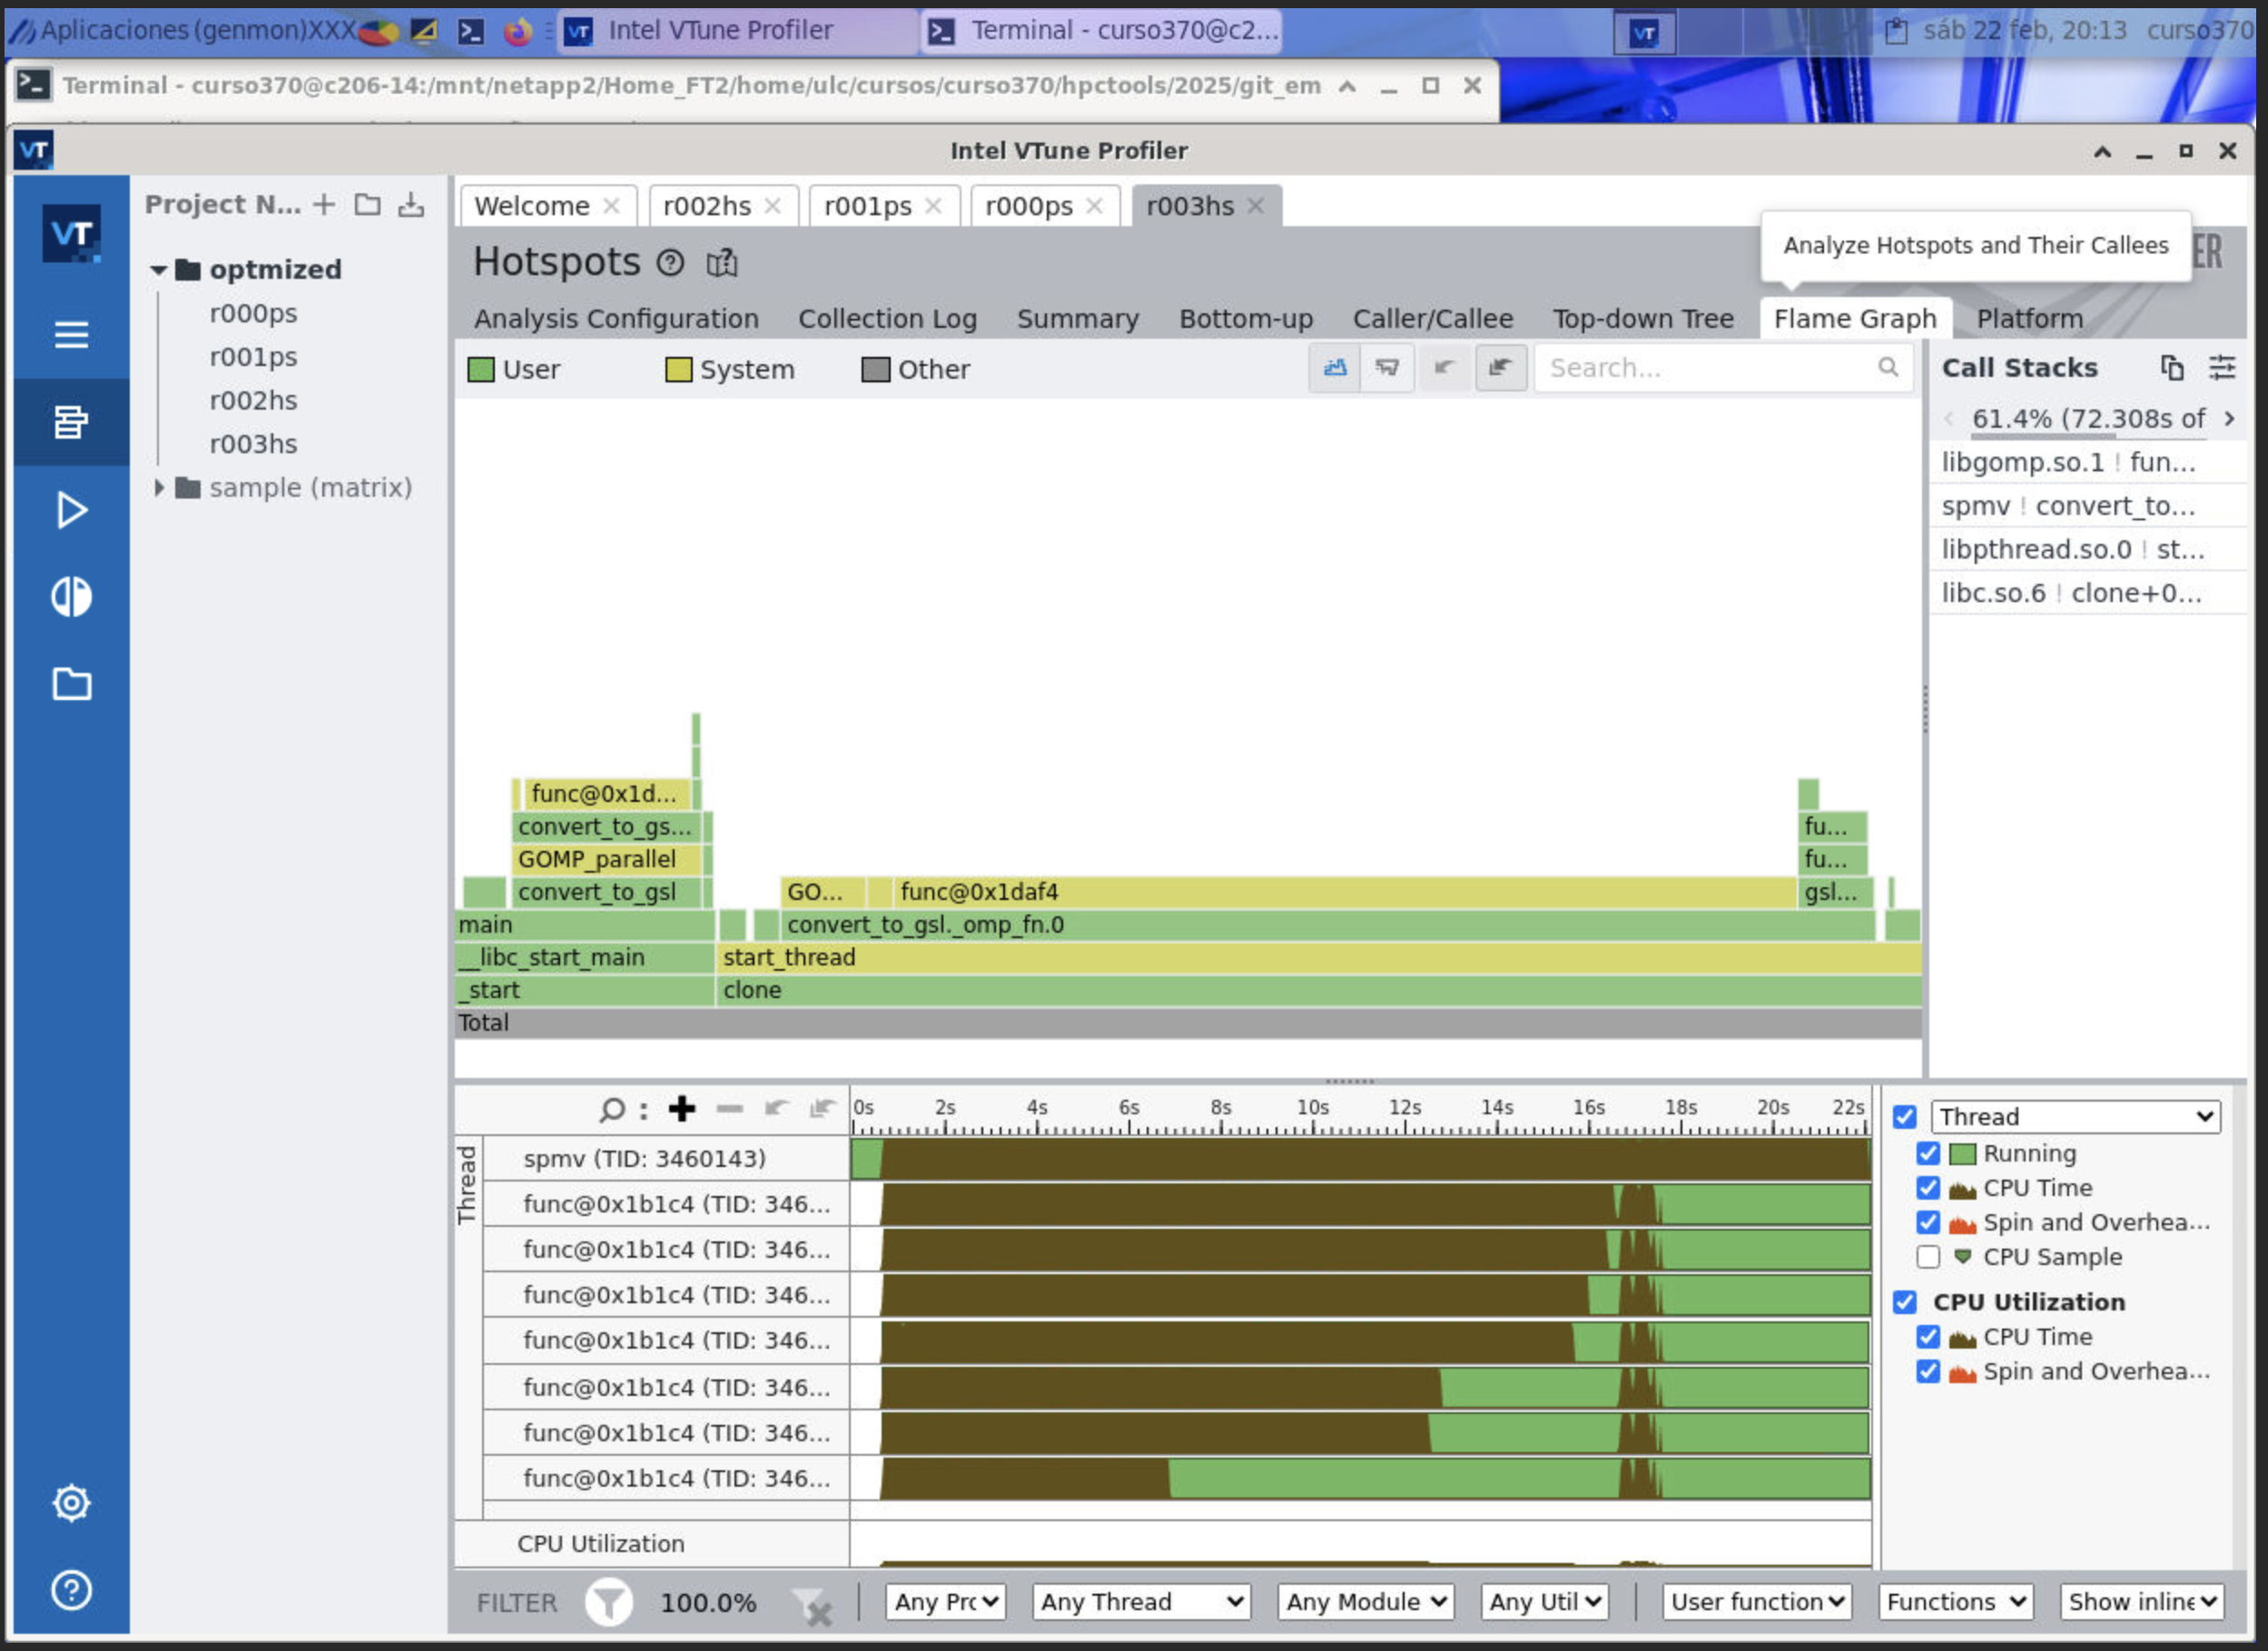 Aplicaciones (genmon)XXX Intel VTune Profiler Terminal - curso370@c2... sáb 22 feb, 20:13 curso370
Terminal - curso370@c206-14:/mnt/netapp2/Home_FT2/home/ulc/cursos/curso370/hpctools/2025/git_em
VT Intel VTune Profiler
VT
Project N... +
optmized
r000ps
r001ps
r002hs
r003hs
sample (matrix)
Welcome r002hs r001ps r000ps r003hs
Hotspots
Analyze Hotspots and Their Callees
ER
Analysis Configuration Collection Log Summary Bottom-up Caller/Callee Top-down Tree Flame Graph Platform
User System Other Search...
Call Stacks
61.4% (72.308s of
libgomp.so.1 ! fun...
spmv ! convert_to...
libpthread.so.0 ! st...
libc.so.6 ! clone+0...
func@0x1d...
convert_to_gs... fu...
GOMP_parallel fu...
convert_to_gsl GO... func@0x1daf4 gsl...
main convert_to_gsl._omp_fn.0
__libc_start_main start_thread
_start clone
Total
0s 2s 4s 6s 8s 10s 12s 14s 16s 18s 20s 22s
Thread
spmv (TID: 3460143)
func@0x1b1c4 (TID: 346...
func@0x1b1c4 (TID: 346...
func@0x1b1c4 (TID: 346...
func@0x1b1c4 (TID: 346...
func@0x1b1c4 (TID: 346...
func@0x1b1c4 (TID: 346...
func@0x1b1c4 (TID: 346...
CPU Utilization
Thread
Running
CPU Time
Spin and Overhea...
CPU Sample
CPU Utilization
CPU Time
Spin and Overhea...
FILTER 100.0% Any Prc Any Thread Any Module Any Util User function Functions Show inline